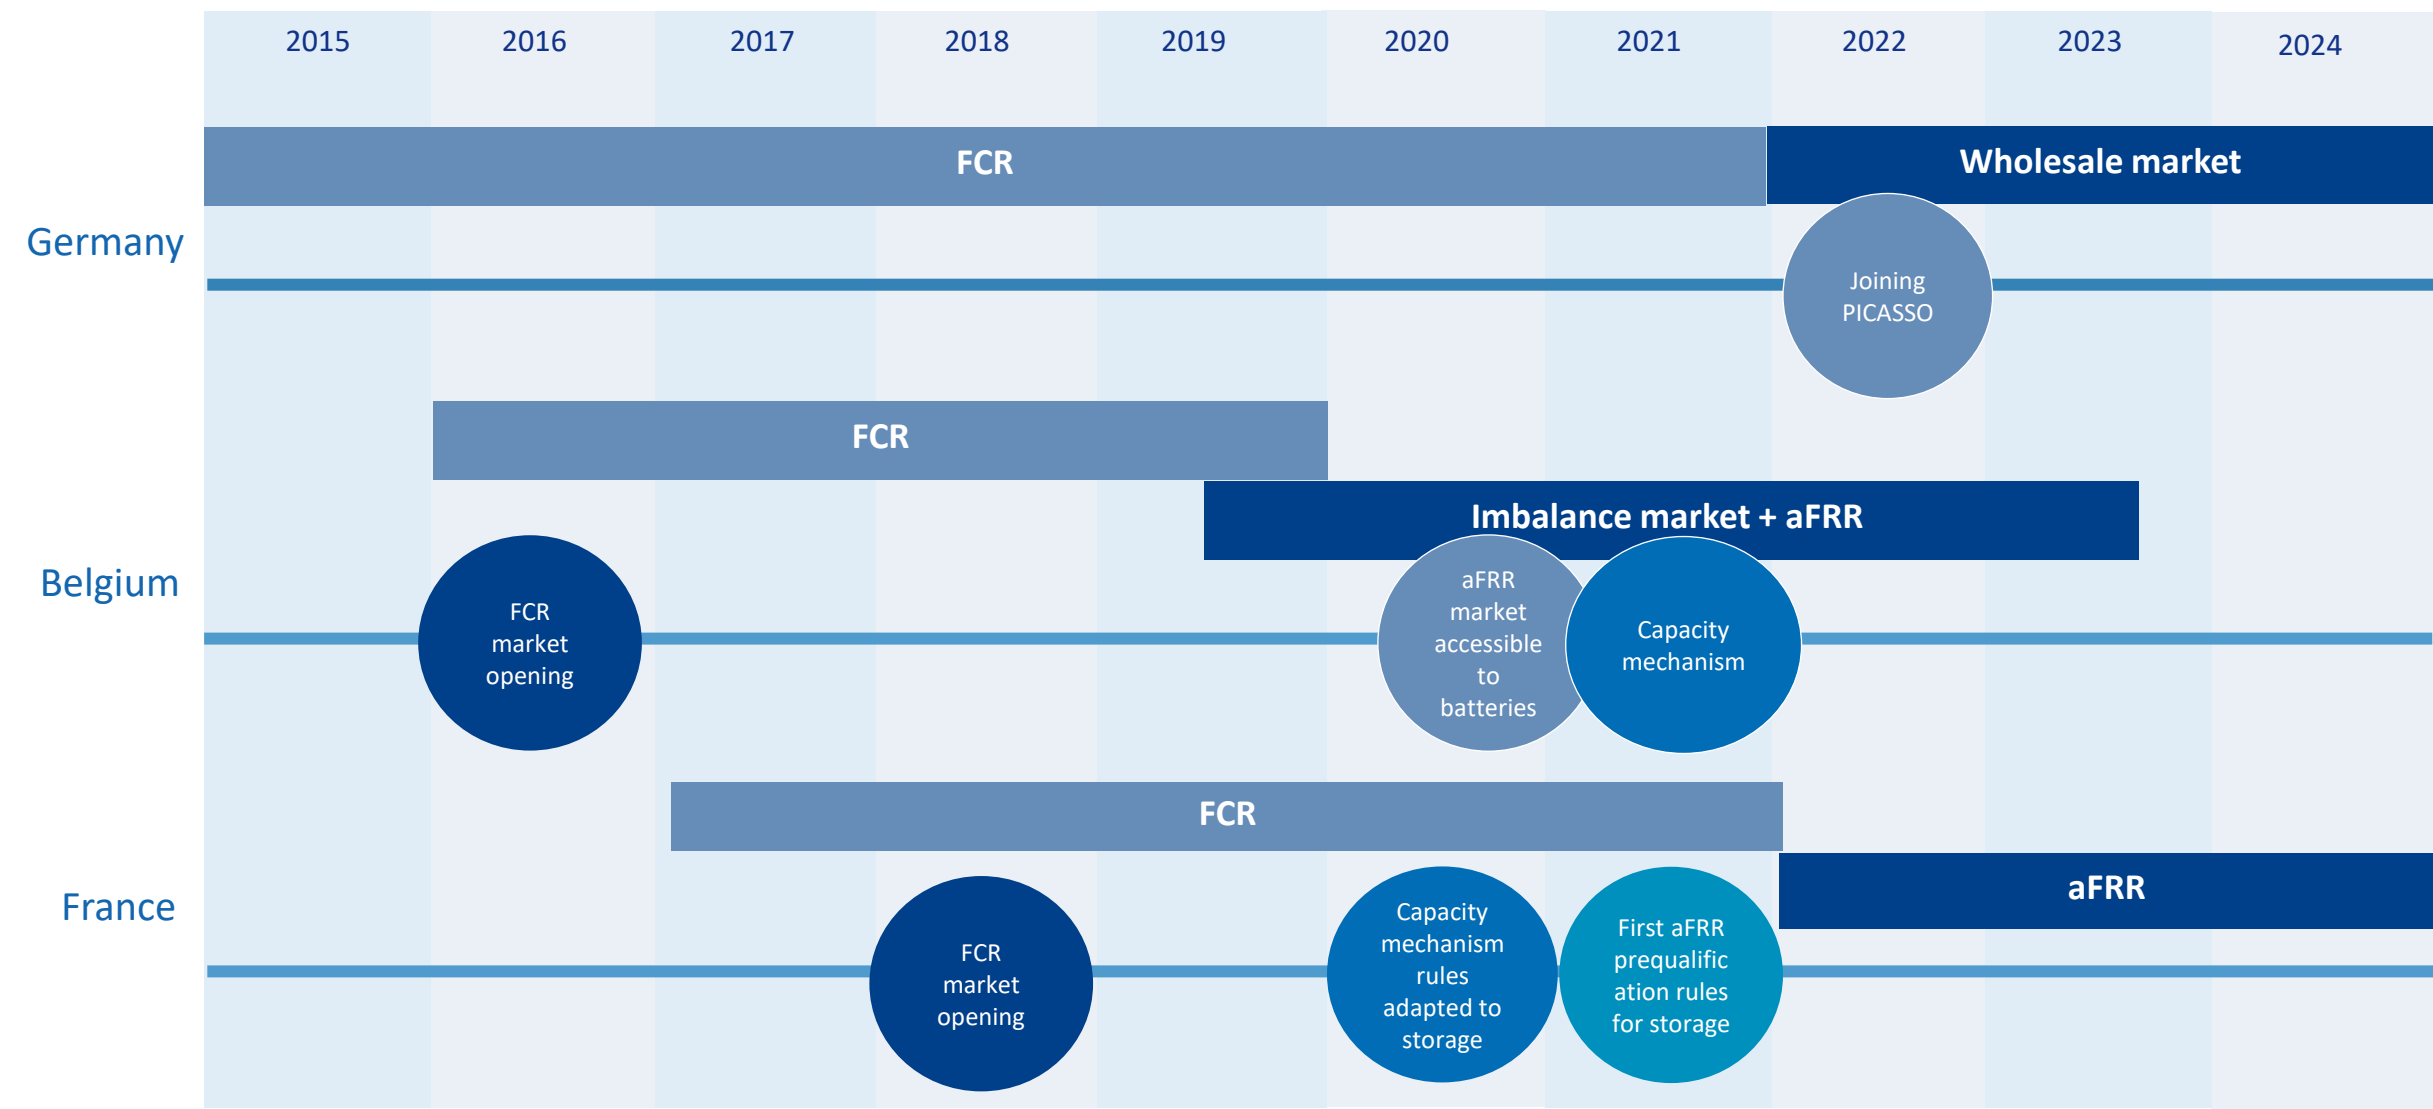 2015 2016 2017 2018 2019 2020 2021 2022 2023 2024
FCR
Wholesale market
Germany
Joining
PICASSO
FCR
Imbalance market + aFRR
Belgium
FCR
market
opening
aFRR
market
accessible
to
batteries
Capacity
mechanism
FCR
aFRR
France
FCR
market
opening
Capacity
mechanism
rules
adapted to
storage
First aFRR
prequalific
ation rules
for storage